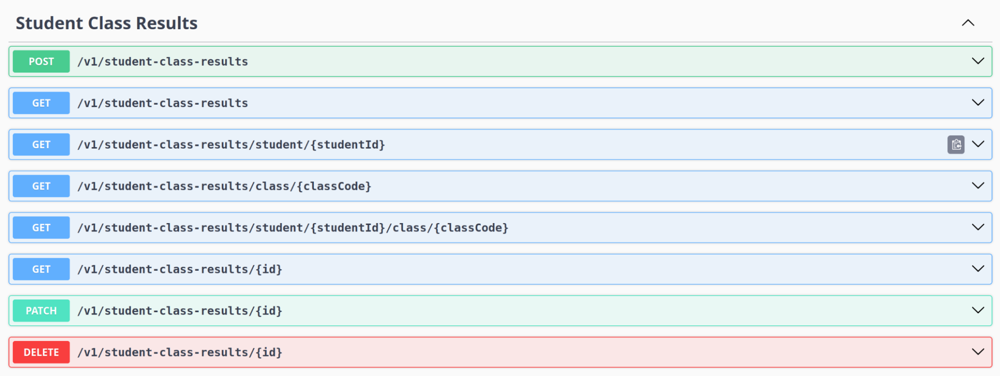 Student Class Results
POST /v1/student-class-results
GET /v1/student-class-results
GET /v1/student-class-results/student/{studentId}
GET /v1/student-class-results/class/{classCode}
GET /v1/student-class-results/student/{studentId}/class/{classCode}
GET /v1/student-class-results/{id}
PATCH /v1/student-class-results/{id}
DELETE /v1/student-class-results/{id}